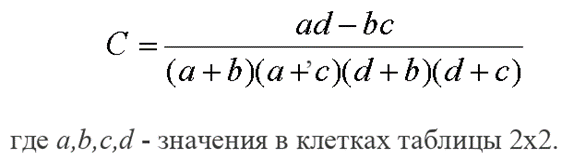 C = ad − bc / (a + b)(a + c)(d + b)(d + c)
где a,b,c,d - значения в клетках таблицы 2x2.